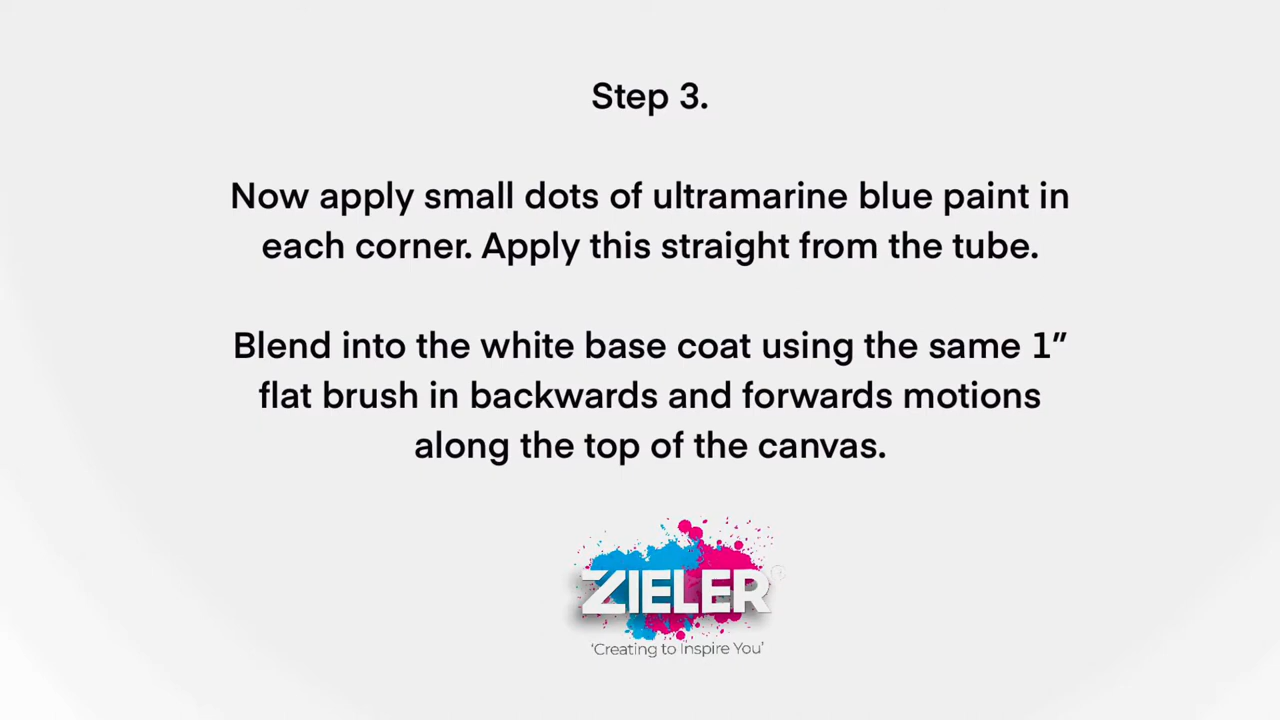 Step 3.
Now apply small dots of ultramarine blue paint in
each corner. Apply this straight from the tube.
Blend into the white base coat using the same 1”
flat brush in backwards and forwards motions
along the top of the canvas.
ZIELER
‘Creating to Inspire You’